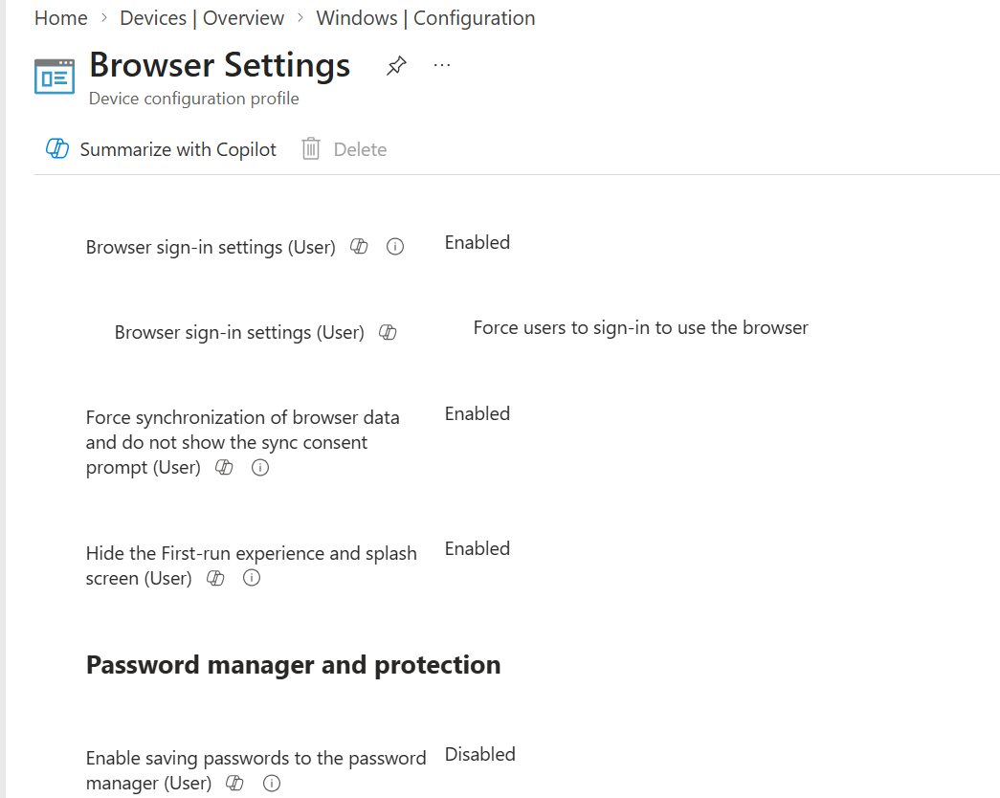 Home > Devices | Overview > Windows | Configuration
Browser Settings
...
Device configuration profile
Summarize with Copilot Delete
Browser sign-in settings (User) Enabled
Browser sign-in settings (User) Force users to sign-in to use the browser
Force synchronization of browser data Enabled
and do not show the sync consent
prompt (User)
Hide the First-run experience and splash Enabled
screen (User)
Password manager and protection
Enable saving passwords to the password Disabled
manager (User)